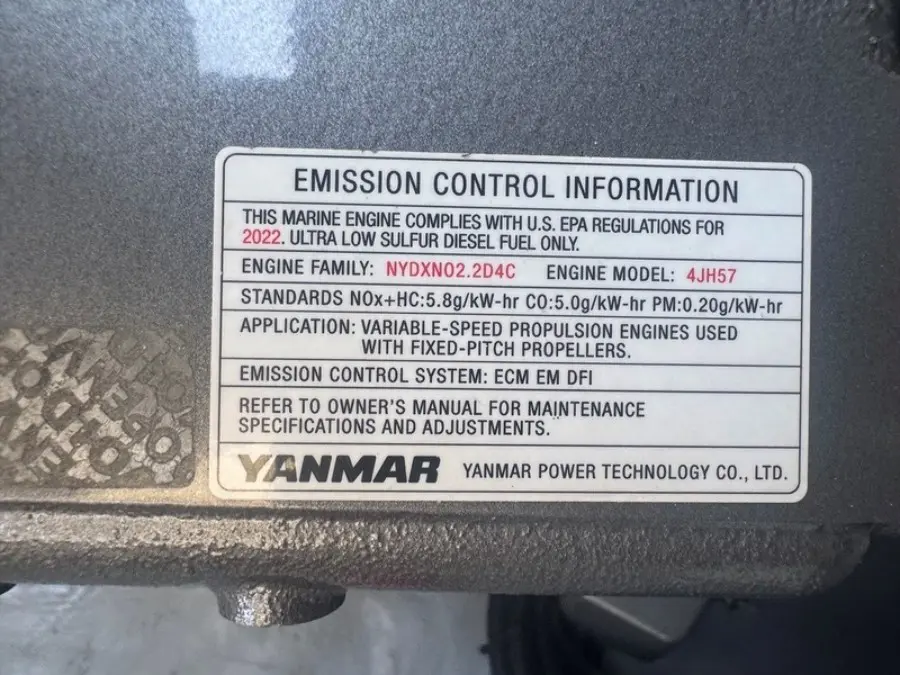 EMISSION CONTROL INFORMATION
THIS MARINE ENGINE COMPLIES WITH U.S. EPA REGULATIONS FOR
2022. ULTRA LOW SULFUR DIESEL FUEL ONLY.
ENGINE FAMILY: NYDXN02.2D4C ENGINE MODEL: 4JH57
STANDARDS NOx+HC:5.8g/kW-hr CO:5.0g/kW-hr PM:0.20g/kW-hr
APPLICATION: VARIABLE-SPEED PROPULSION ENGINES USED
WITH FIXED-PITCH PROPELLERS.
EMISSION CONTROL SYSTEM: ECM EM DFI
REFER TO OWNER'S MANUAL FOR MAINTENANCE
SPECIFICATIONS AND ADJUSTMENTS.
YANMAR YANMAR POWER TECHNOLOGY CO., LTD.